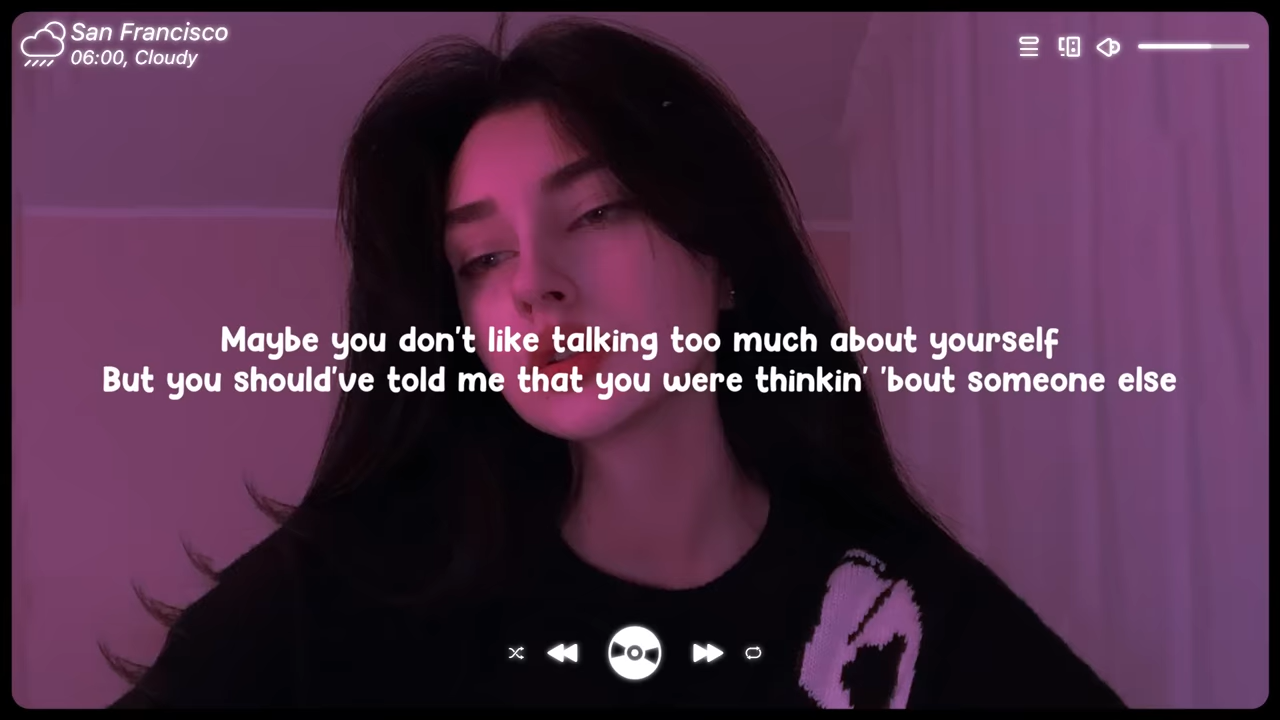 San Francisco
06:00, Cloudy
Maybe you don't like talking too much about yourself
But you should've told me that you were thinkin' 'bout someone else